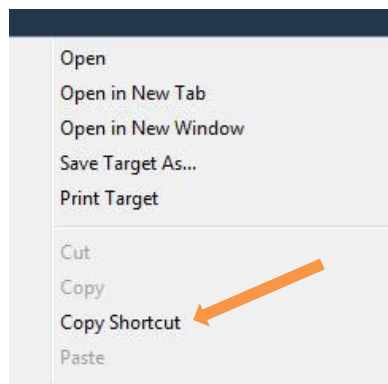 Open
Open in New Tab
Open in New Window
Save Target As...
Print Target
Cut
Copy
Copy Shortcut
Paste